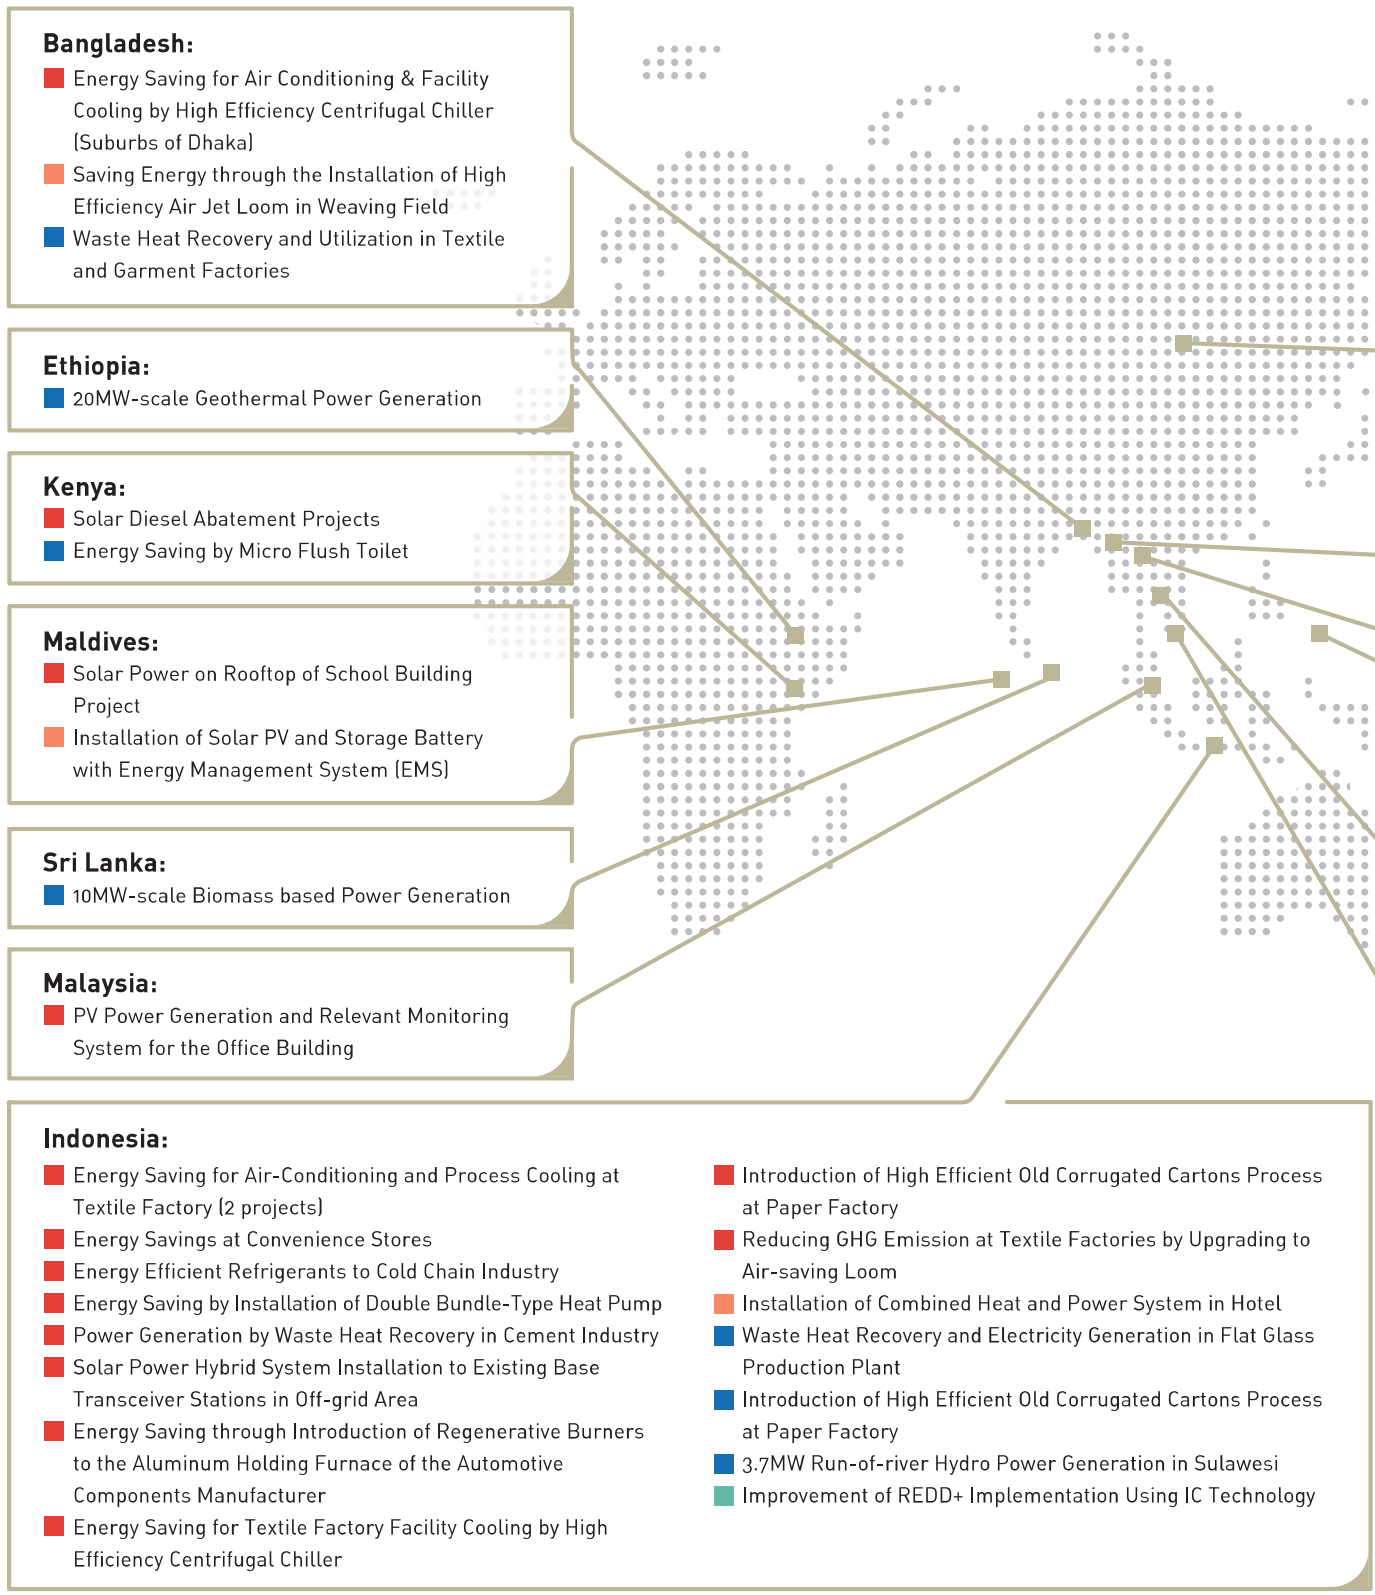 Bangladesh:
Energy Saving for Air Conditioning & Facility
Cooling by High Efficiency Centrifugal Chiller
(Suburbs of Dhaka)
Saving Energy through the Installation of High
Efficiency Air Jet Loom in Weaving Field
Waste Heat Recovery and Utilization in Textile
and Garment Factories
Ethiopia:
20MW-scale Geothermal Power Generation
Kenya:
Solar Diesel Abatement Projects
Energy Saving by Micro Flush Toilet
Maldives:
Solar Power on Rooftop of School Building
Project
Installation of Solar PV and Storage Battery
with Energy Management System (EMS)
Sri Lanka:
10MW-scale Biomass based Power Generation
Malaysia:
PV Power Generation and Relevant Monitoring
System for the Office Building
Indonesia:
Energy Saving for Air-Conditioning and Process Cooling at
Textile Factory (2 projects)
Energy Savings at Convenience Stores
Energy Efficient Refrigerants to Cold Chain Industry
Energy Saving by Installation of Double Bundle-Type Heat Pump
Power Generation by Waste Heat Recovery in Cement Industry
Solar Power Hybrid System Installation to Existing Base
Transceiver Stations in Off-grid Area
Energy Saving through Introduction of Regenerative Burners
to the Aluminum Holding Furnace of the Automotive
Components Manufacturer
Energy Saving for Textile Factory Facility Cooling by High
Efficiency Centrifugal Chiller
Introduction of High Efficient Old Corrugated Cartons Process
at Paper Factory
Reducing GHG Emission at Textile Factories by Upgrading to
Air-saving Loom
Installation of Combined Heat and Power System in Hotel
Waste Heat Recovery and Electricity Generation in Flat Glass
Production Plant
Introduction of High Efficient Old Corrugated Cartons Process
at Paper Factory
3.7MW Run-of-river Hydro Power Generation in Sulawesi
Improvement of REDD+ Implementation Using IC Technology